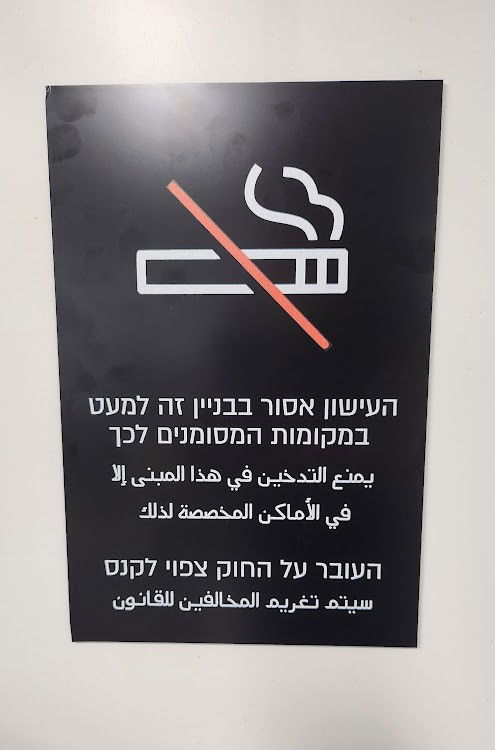 העישון אסור בבניין זה למעט
במקומות המסומנים לכך
يمنع التدخين في هذا المبنى إلا
في الأماكن المخصصة لذلك
העובר על החוק צפוי לקנס
سيتم تغريم المخالفين للقانون